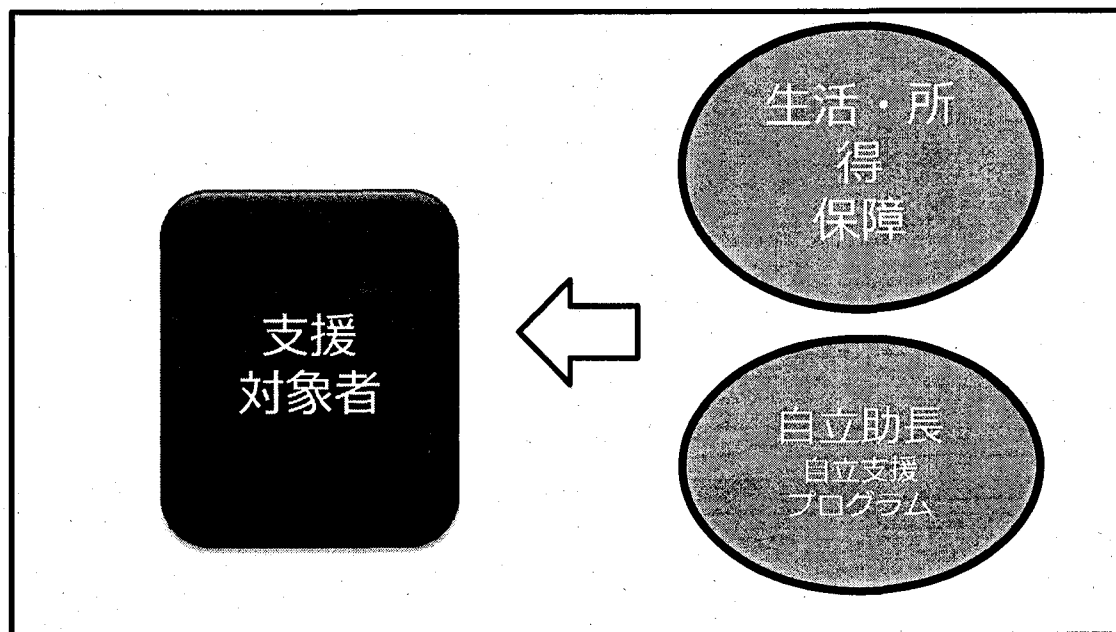 生活・所
得
保障
支援
対象者
自立助長
自立支援
プログラム